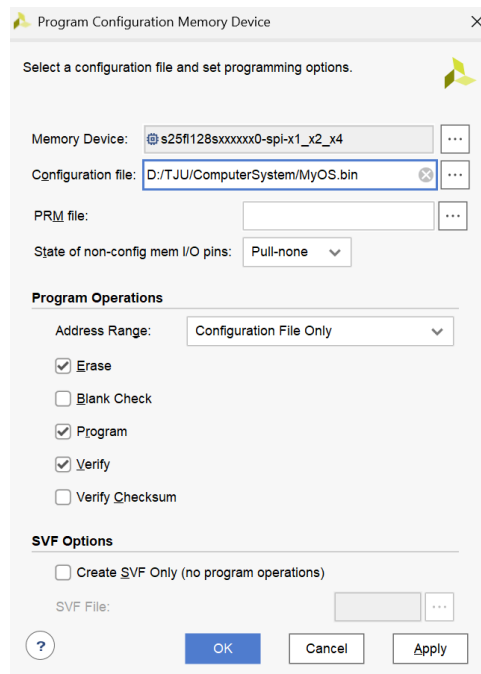 Program Configuration Memory Device
Select a configuration file and set programming options.
Memory Device: s25fl128sxxxxxx0-spi-x1_x2_x4 ...
Configuration file: D:/TJU/ComputerSystem/MyOS.bin ...
PRM file: ...
State of non-config mem I/O pins: Pull-none
Program Operations
Address Range: Configuration File Only
Erase
Blank Check
Program
Verify
Verify Checksum
SVF Options
Create SVF Only (no program operations)
SVF File: ...
? OK Cancel Apply